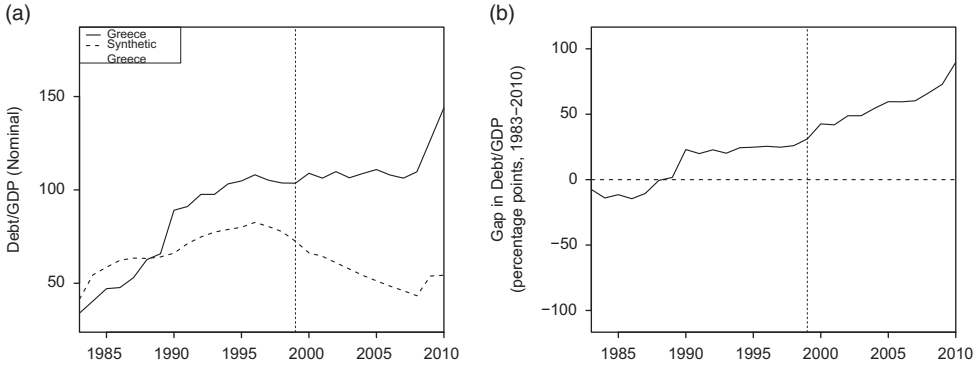 (a)
Greece
Synthetic
Greece
Debt/GDP (Nominal)
150
100
50
1985 1990 1995 2000 2005 2010
(b)
Gap in Debt/GDP
(percentage points, 1983−2010)
100
50
0
−50
−100
1985 1990 1995 2000 2005 2010